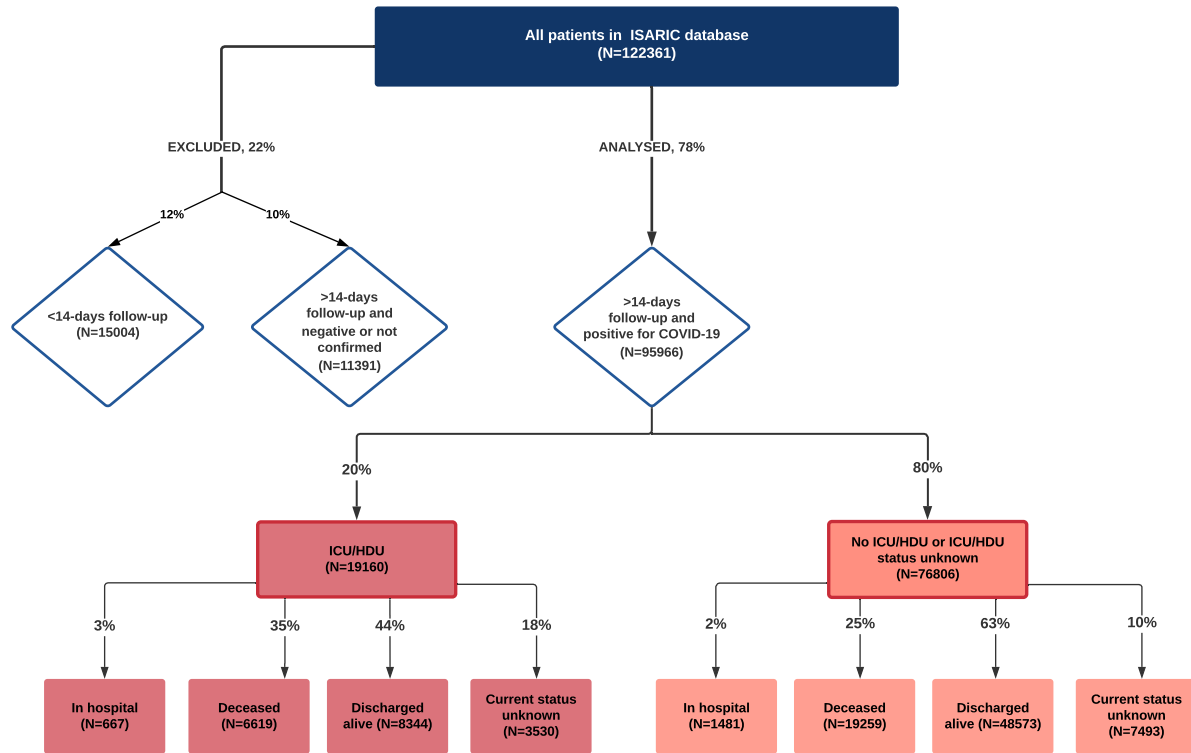 All patients in ISARIC database
(N=122361)
EXCLUDED, 22%
ANALYSED, 78%
12%
10%
<14-days follow-up
(N=15004)
>14-days
follow-up and
negative or not
confirmed
(N=11391)
>14-days
follow-up and
positive for COVID-19
(N=95966)
20%
80%
ICU/HDU
(N=19160)
No ICU/HDU or ICU/HDU
status unknown
(N=76806)
3%
35%
44%
18%
2%
25%
63%
10%
In hospital
(N=667)
Deceased
(N=6619)
Discharged
alive (N=8344)
Current status
unknown
(N=3530)
In hospital
(N=1481)
Deceased
(N=19259)
Discharged
alive (N=48573)
Current status
unknown
(N=7493)